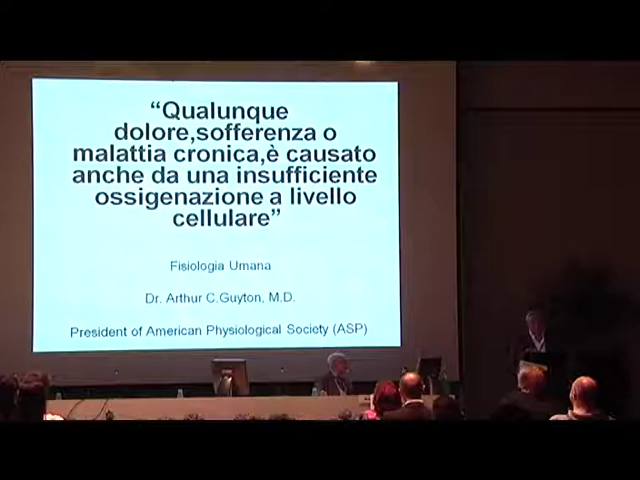 “Qualunque
dolore,sofferenza o
malattia cronica,è causato
anche da una insufficiente
ossigenazione a livello
cellulare”
Fisiologia Umana
Dr. Arthur C.Guyton, M.D.
President of American Physiological Society (ASP)